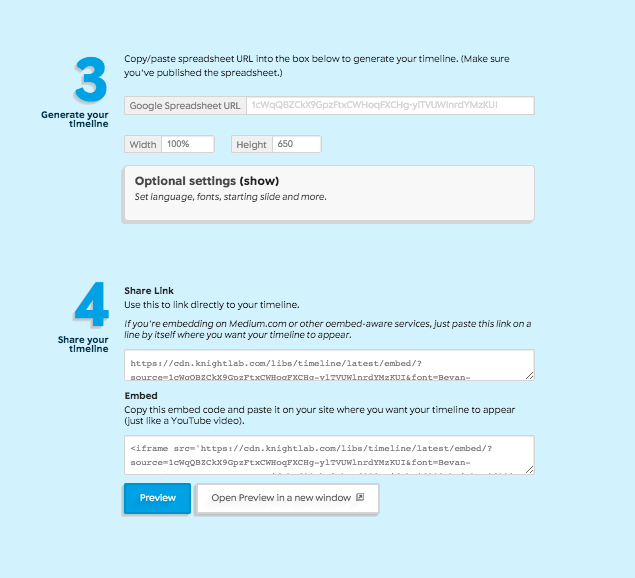 3
Generate your
timeline
Copy/paste spreadsheet URL into the box below to generate your timeline. (Make sure
you've published the spreadsheet.)
Google Spreadsheet URL 1cWqQBZCkX9GpzFtxCWHoqFXCHg-ylTVUWlnrdYMzKUI
Width 100% Height 650
Optional settings (show)
Set language, fonts, starting slide and more.
4
Share your
timeline
Share Link
Use this to link directly to your timeline.
If you're embedding on Medium.com or other oembed-aware services, just paste this link on a
line by itself where you want your timeline to appear.
https://cdn.knightlab.com/libs/timeline/latest/embed/?
source=1cWqQBZCkX9GpzFtxCWHoqFXCHg-ylTVUWlnrdYMzKUI&font=Bevan-
Embed
Copy this embed code and paste it on your site where you want your timeline to appear
(just like a YouTube video).
<iframe src='https://cdn.knightlab.com/libs/timeline/latest/embed/?
source=1cWqQBZCkX9GpzFtxCWHoqFXCHg-ylTVUWlnrdYMzKUI&font=Bevan-
Preview Open Preview in a new window